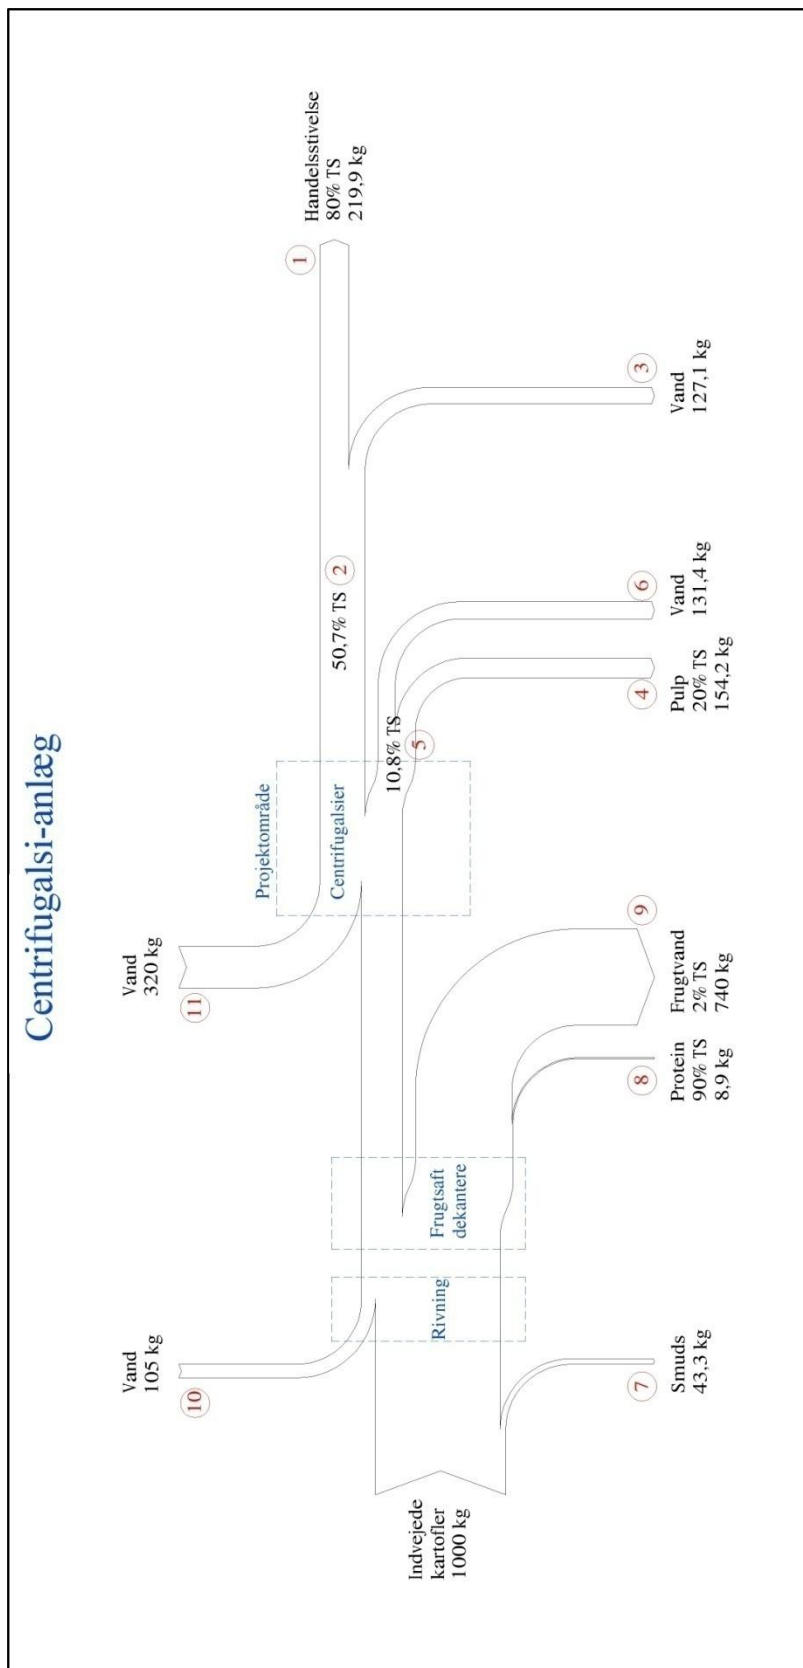 Centrifugalsi-anlæg
Vand
105 kg
10
Vand
320 kg
11
Projektområde
Centrifugalsier
Indvejede
kartofler
1000 kg
Rivning
Frugtsaft
dekantere
50,7% TS
2
10,8% TS
5
1
Handelsstivelse
80% TS
219,9 kg
7
Smuds
43,3 kg
8
Protein
90% TS
8,9 kg
9
Frugtvand
2% TS
740 kg
4
Pulp
20% TS
154,2 kg
6
Vand
131,4 kg
3
Vand
127,1 kg